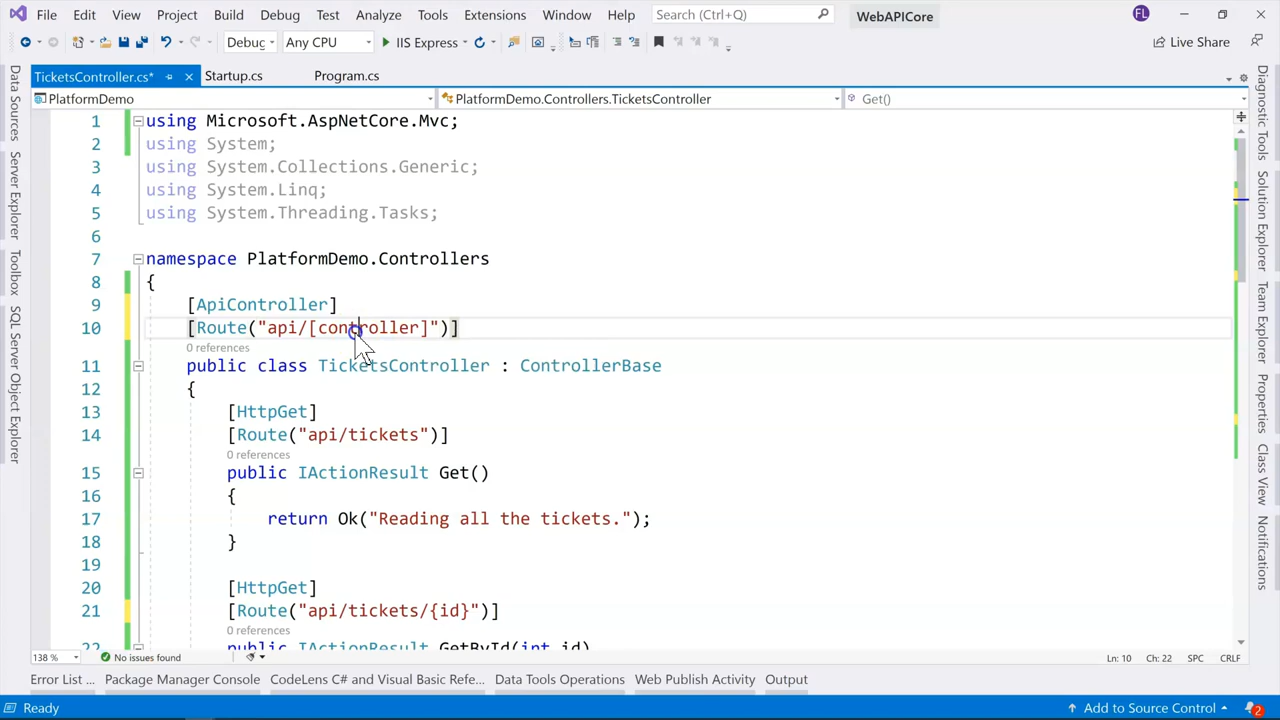 File Edit View Project Build Debug Test Analyze Tools Extensions Window Help Search (Ctrl+Q) WebAPICore FL
Debug Any CPU IIS Express Live Share
TicketsController.cs* Startup.cs Program.cs
PlatformDemo PlatformDemo.Controllers.TicketsController Get()
1 using Microsoft.AspNetCore.Mvc;
2 using System;
3 using System.Collections.Generic;
4 using System.Linq;
5 using System.Threading.Tasks;
6
7 namespace PlatformDemo.Controllers
8 {
9 [ApiController]
10 [Route("api/[controller]")]
0 references
11 public class TicketsController : ControllerBase
12 {
13 [HttpGet]
14 [Route("api/tickets")]
0 references
15 public IActionResult Get()
16 {
17 return Ok("Reading all the tickets.");
18 }
19
20 [HttpGet]
21 [Route("api/tickets/{id}")]
0 references
22 public IActionResult GetById(int id)
138 % No issues found Ln: 10 Ch: 22 SPC CRLF
Error List ... Package Manager Console CodeLens C# and Visual Basic Refe... Data Tools Operations Web Publish Activity Output
Ready Add to Source Control 2
Data Sources
Server Explorer
Toolbox
SQL Server Object Explorer
Diagnostic Tools
Solution Explorer
Team Explorer
Properties
Class View
Notifications